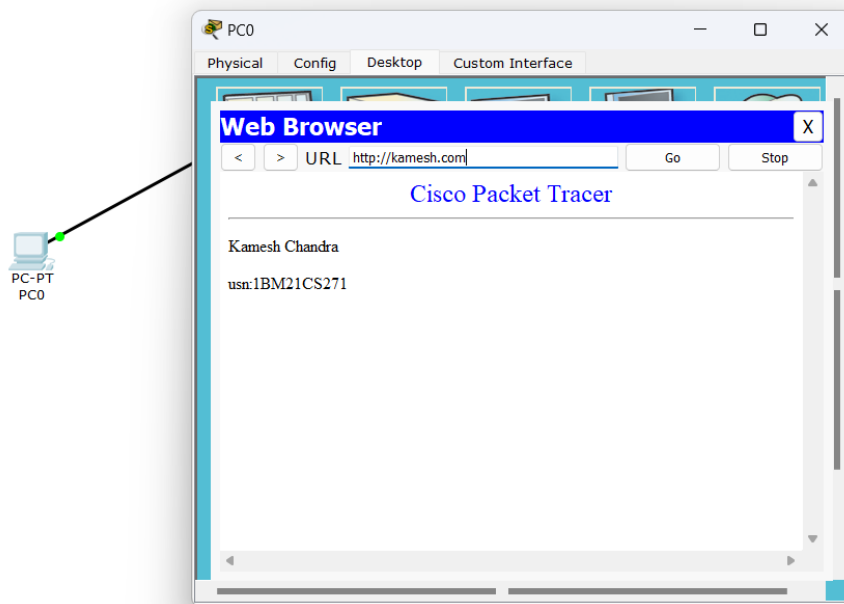 PC0
Physical Config Desktop Custom Interface
Web Browser X
< > URL http://kamesh.com Go Stop
Cisco Packet Tracer
Kamesh Chandra
usn:1BM21CS271
PC-PT
PC0